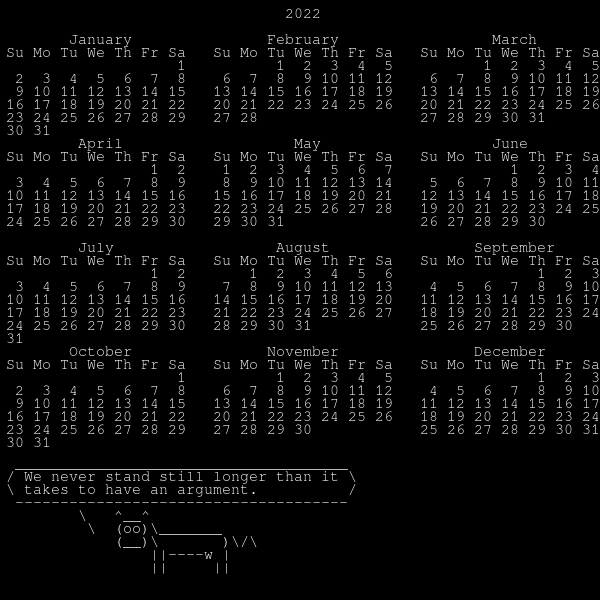 2022

       January               February                 March
Su Mo Tu We Th Fr Sa   Su Mo Tu We Th Fr Sa   Su Mo Tu We Th Fr Sa
                   1          1  2  3  4  5          1  2  3  4  5
 2  3  4  5  6  7  8    6  7  8  9 10 11 12    6  7  8  9 10 11 12
 9 10 11 12 13 14 15   13 14 15 16 17 18 19   13 14 15 16 17 18 19
16 17 18 19 20 21 22   20 21 22 23 24 25 26   20 21 22 23 24 25 26
23 24 25 26 27 28 29   27 28                  27 28 29 30 31
30 31
        April                   May                   June
Su Mo Tu We Th Fr Sa   Su Mo Tu We Th Fr Sa   Su Mo Tu We Th Fr Sa
                1  2    1  2  3  4  5  6  7             1  2  3  4
 3  4  5  6  7  8  9    8  9 10 11 12 13 14    5  6  7  8  9 10 11
10 11 12 13 14 15 16   15 16 17 18 19 20 21   12 13 14 15 16 17 18
17 18 19 20 21 22 23   22 23 24 25 26 27 28   19 20 21 22 23 24 25
24 25 26 27 28 29 30   29 30 31               26 27 28 29 30

        July                  August                September
Su Mo Tu We Th Fr Sa   Su Mo Tu We Th Fr Sa   Su Mo Tu We Th Fr Sa
                1  2       1  2  3  4  5  6                1  2  3
 3  4  5  6  7  8  9    7  8  9 10 11 12 13    4  5  6  7  8  9 10
10 11 12 13 14 15 16   14 15 16 17 18 19 20   11 12 13 14 15 16 17
17 18 19 20 21 22 23   21 22 23 24 25 26 27   18 19 20 21 22 23 24
24 25 26 27 28 29 30   28 29 30 31            25 26 27 28 29 30
31
       October               November               December
Su Mo Tu We Th Fr Sa   Su Mo Tu We Th Fr Sa   Su Mo Tu We Th Fr Sa
                   1          1  2  3  4  5                1  2  3
 2  3  4  5  6  7  8    6  7  8  9 10 11 12    4  5  6  7  8  9 10
 9 10 11 12 13 14 15   13 14 15 16 17 18 19   11 12 13 14 15 16 17
16 17 18 19 20 21 22   20 21 22 23 24 25 26   18 19 20 21 22 23 24
23 24 25 26 27 28 29   27 28 29 30            25 26 27 28 29 30 31
30 31
 _____________________________________
/ We never stand still longer than it \
\ takes to have an argument.          /
 -------------------------------------
        \   ^__^
         \  (oo)\_______
            (__)\       )\/\
                ||----w |
                ||     ||